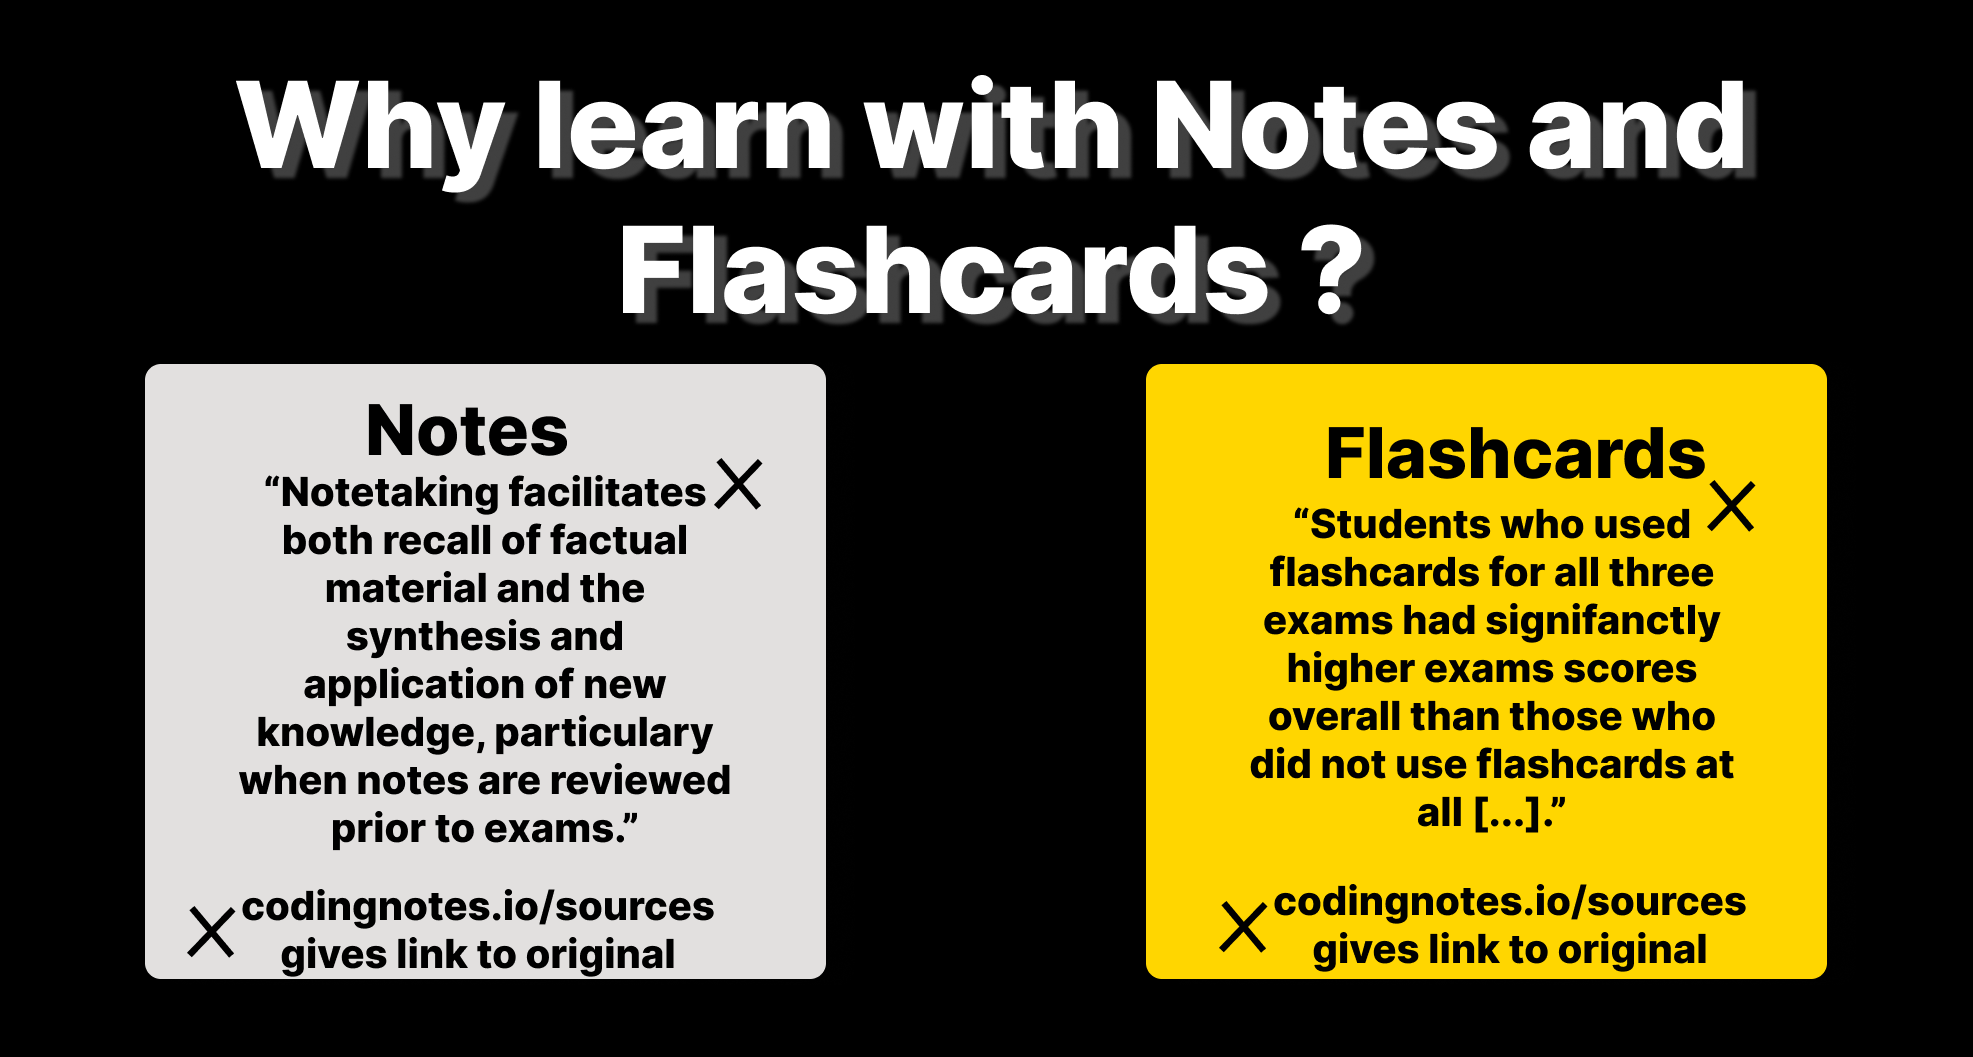 Why learn with Notes and
Flashcards ?
Notes
“Notetaking facilitates
both recall of factual
material and the
synthesis and
application of new
knowledge, particulary
when notes are reviewed
prior to exams.”
codingnotes.io/sources
gives link to original
Flashcards
“Students who used
flashcards for all three
exams had signifanctly
higher exams scores
overall than those who
did not use flashcards at
all [...].”
codingnotes.io/sources
gives link to original